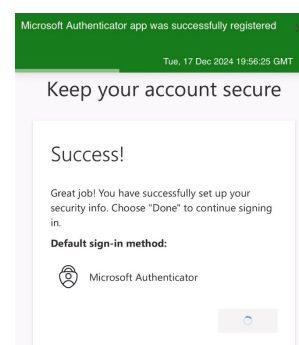 Microsoft Authenticator app was successfully registered
Tue, 17 Dec 2024 19:56:25 GMT
Keep your account secure
Success!
Great job! You have successfully set up your
security info. Choose "Done" to continue signing
in.
Default sign-in method:
Microsoft Authenticator